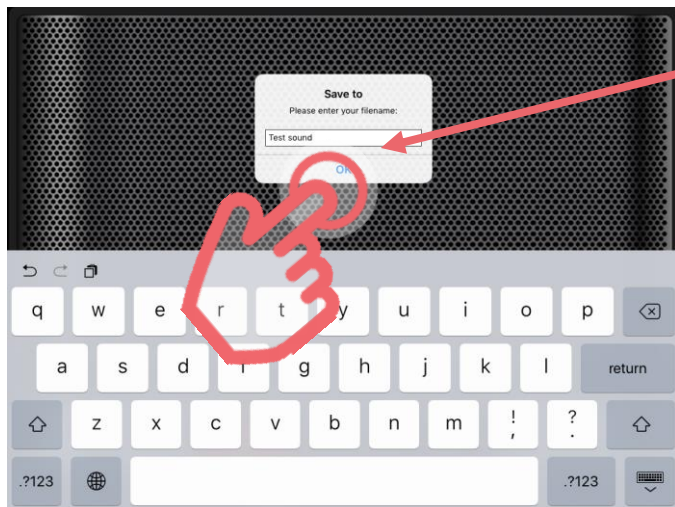 Save to
Please enter your filename:
Test sound
OK
q w e r t y u i o p
a s d f g h j k l return
z x c v b n m ! , ? .
.?123 .?123